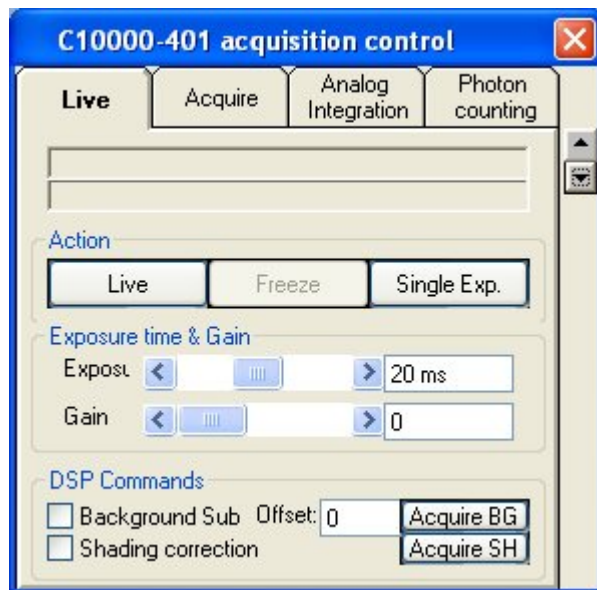 C10000-401 acquisition control
Live
Acquire
Analog
Integration
Photon
counting
Action
Live
Freeze
Single Exp.
Exposure time & Gain
Exposu
20 ms
Gain
0
DSP Commands
Background Sub Offset: 0 Acquire BG
Shading correction Acquire SH